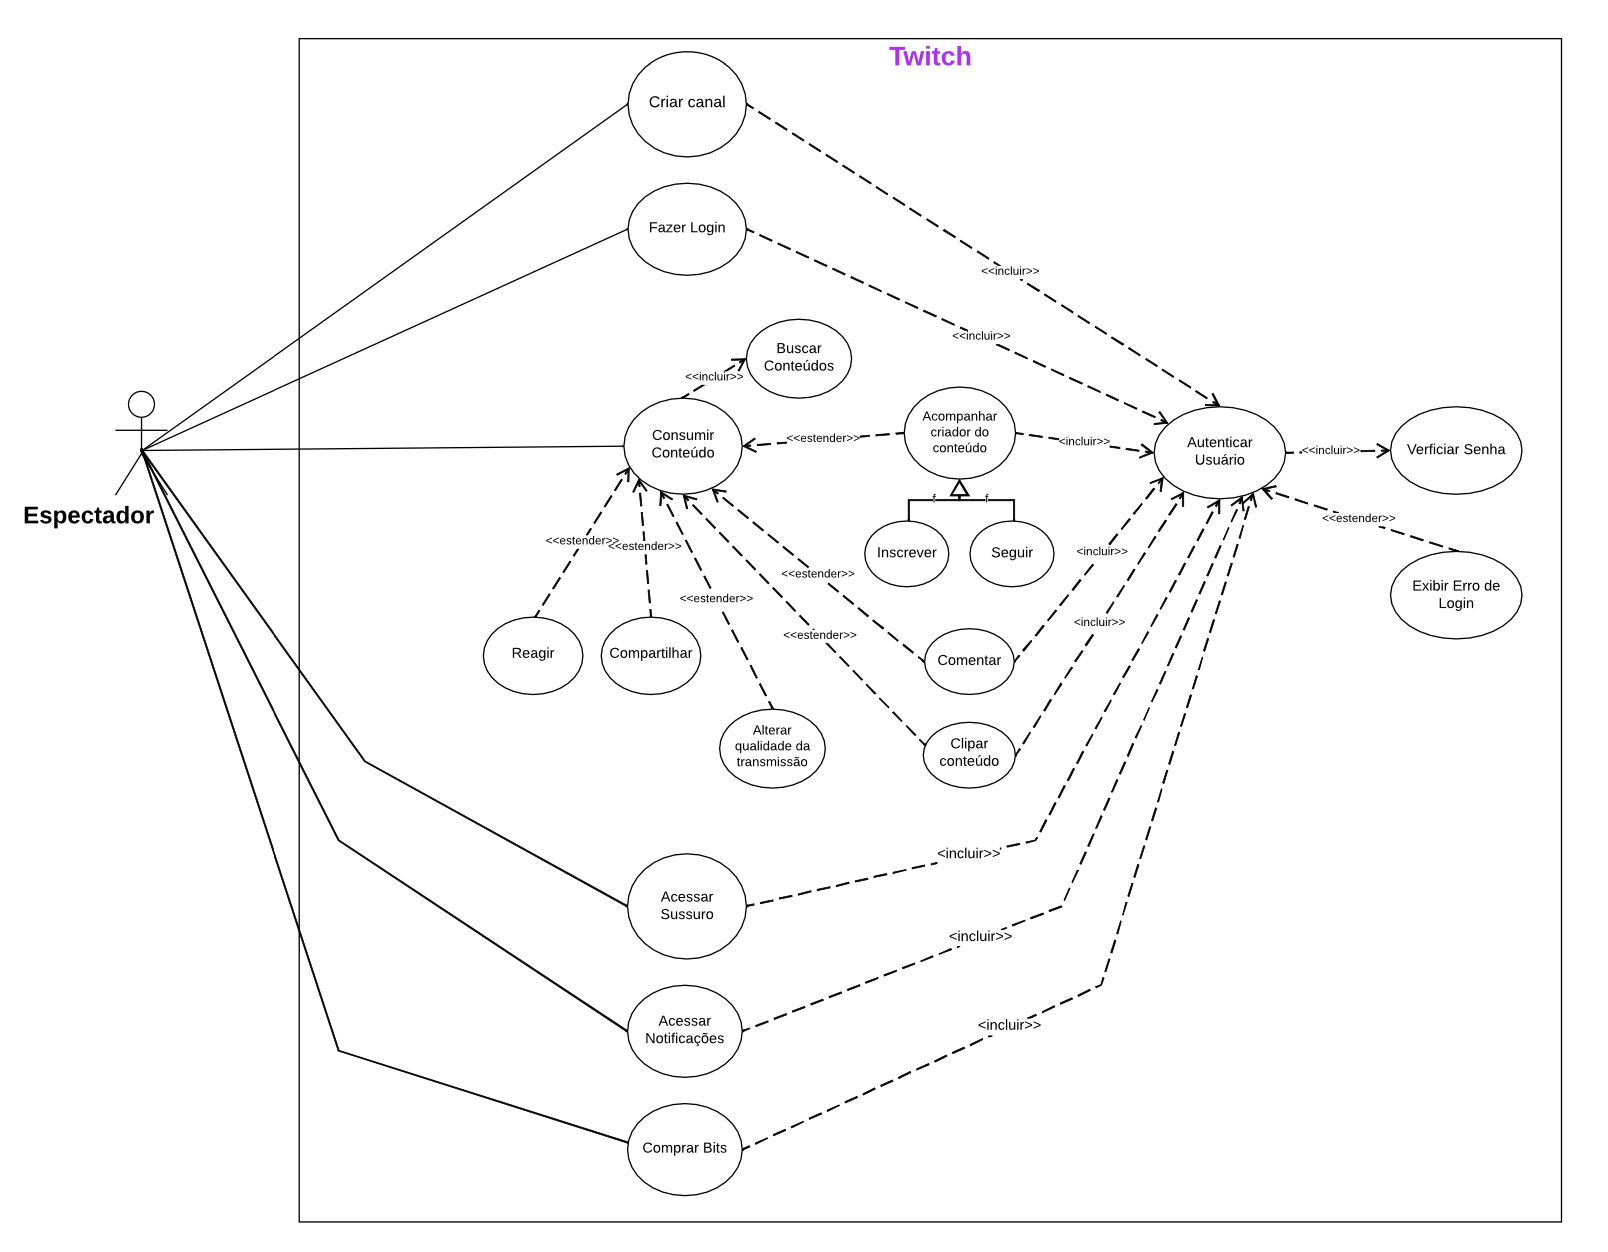 Twitch
Criar canal
Fazer Login
<<incluir>>
<<incluir>>
Buscar
Conteúdos
<<incluir>>
Espectador
Consumir
Conteúdo
<<estender>>
Acompanhar
criador do
conteúdo
<incluir>>
Autenticar
Usuário
<<incluir>>
Verficiar Senha
f
f
Inscrever
Seguir
<<estender>>
Exibir Erro de
Login
<<estender>>
<<estender>>
<<estender>>
<<estender>>
<<estender>>
<incluir>>
<incluir>>
Reagir
Compartilhar
Comentar
Alterar
qualidade da
transmissão
Clipar
conteúdo
Acessar
Sussuro
<incluir>>
Acessar
Notificações
<incluir>>
Comprar Bits
<incluir>>